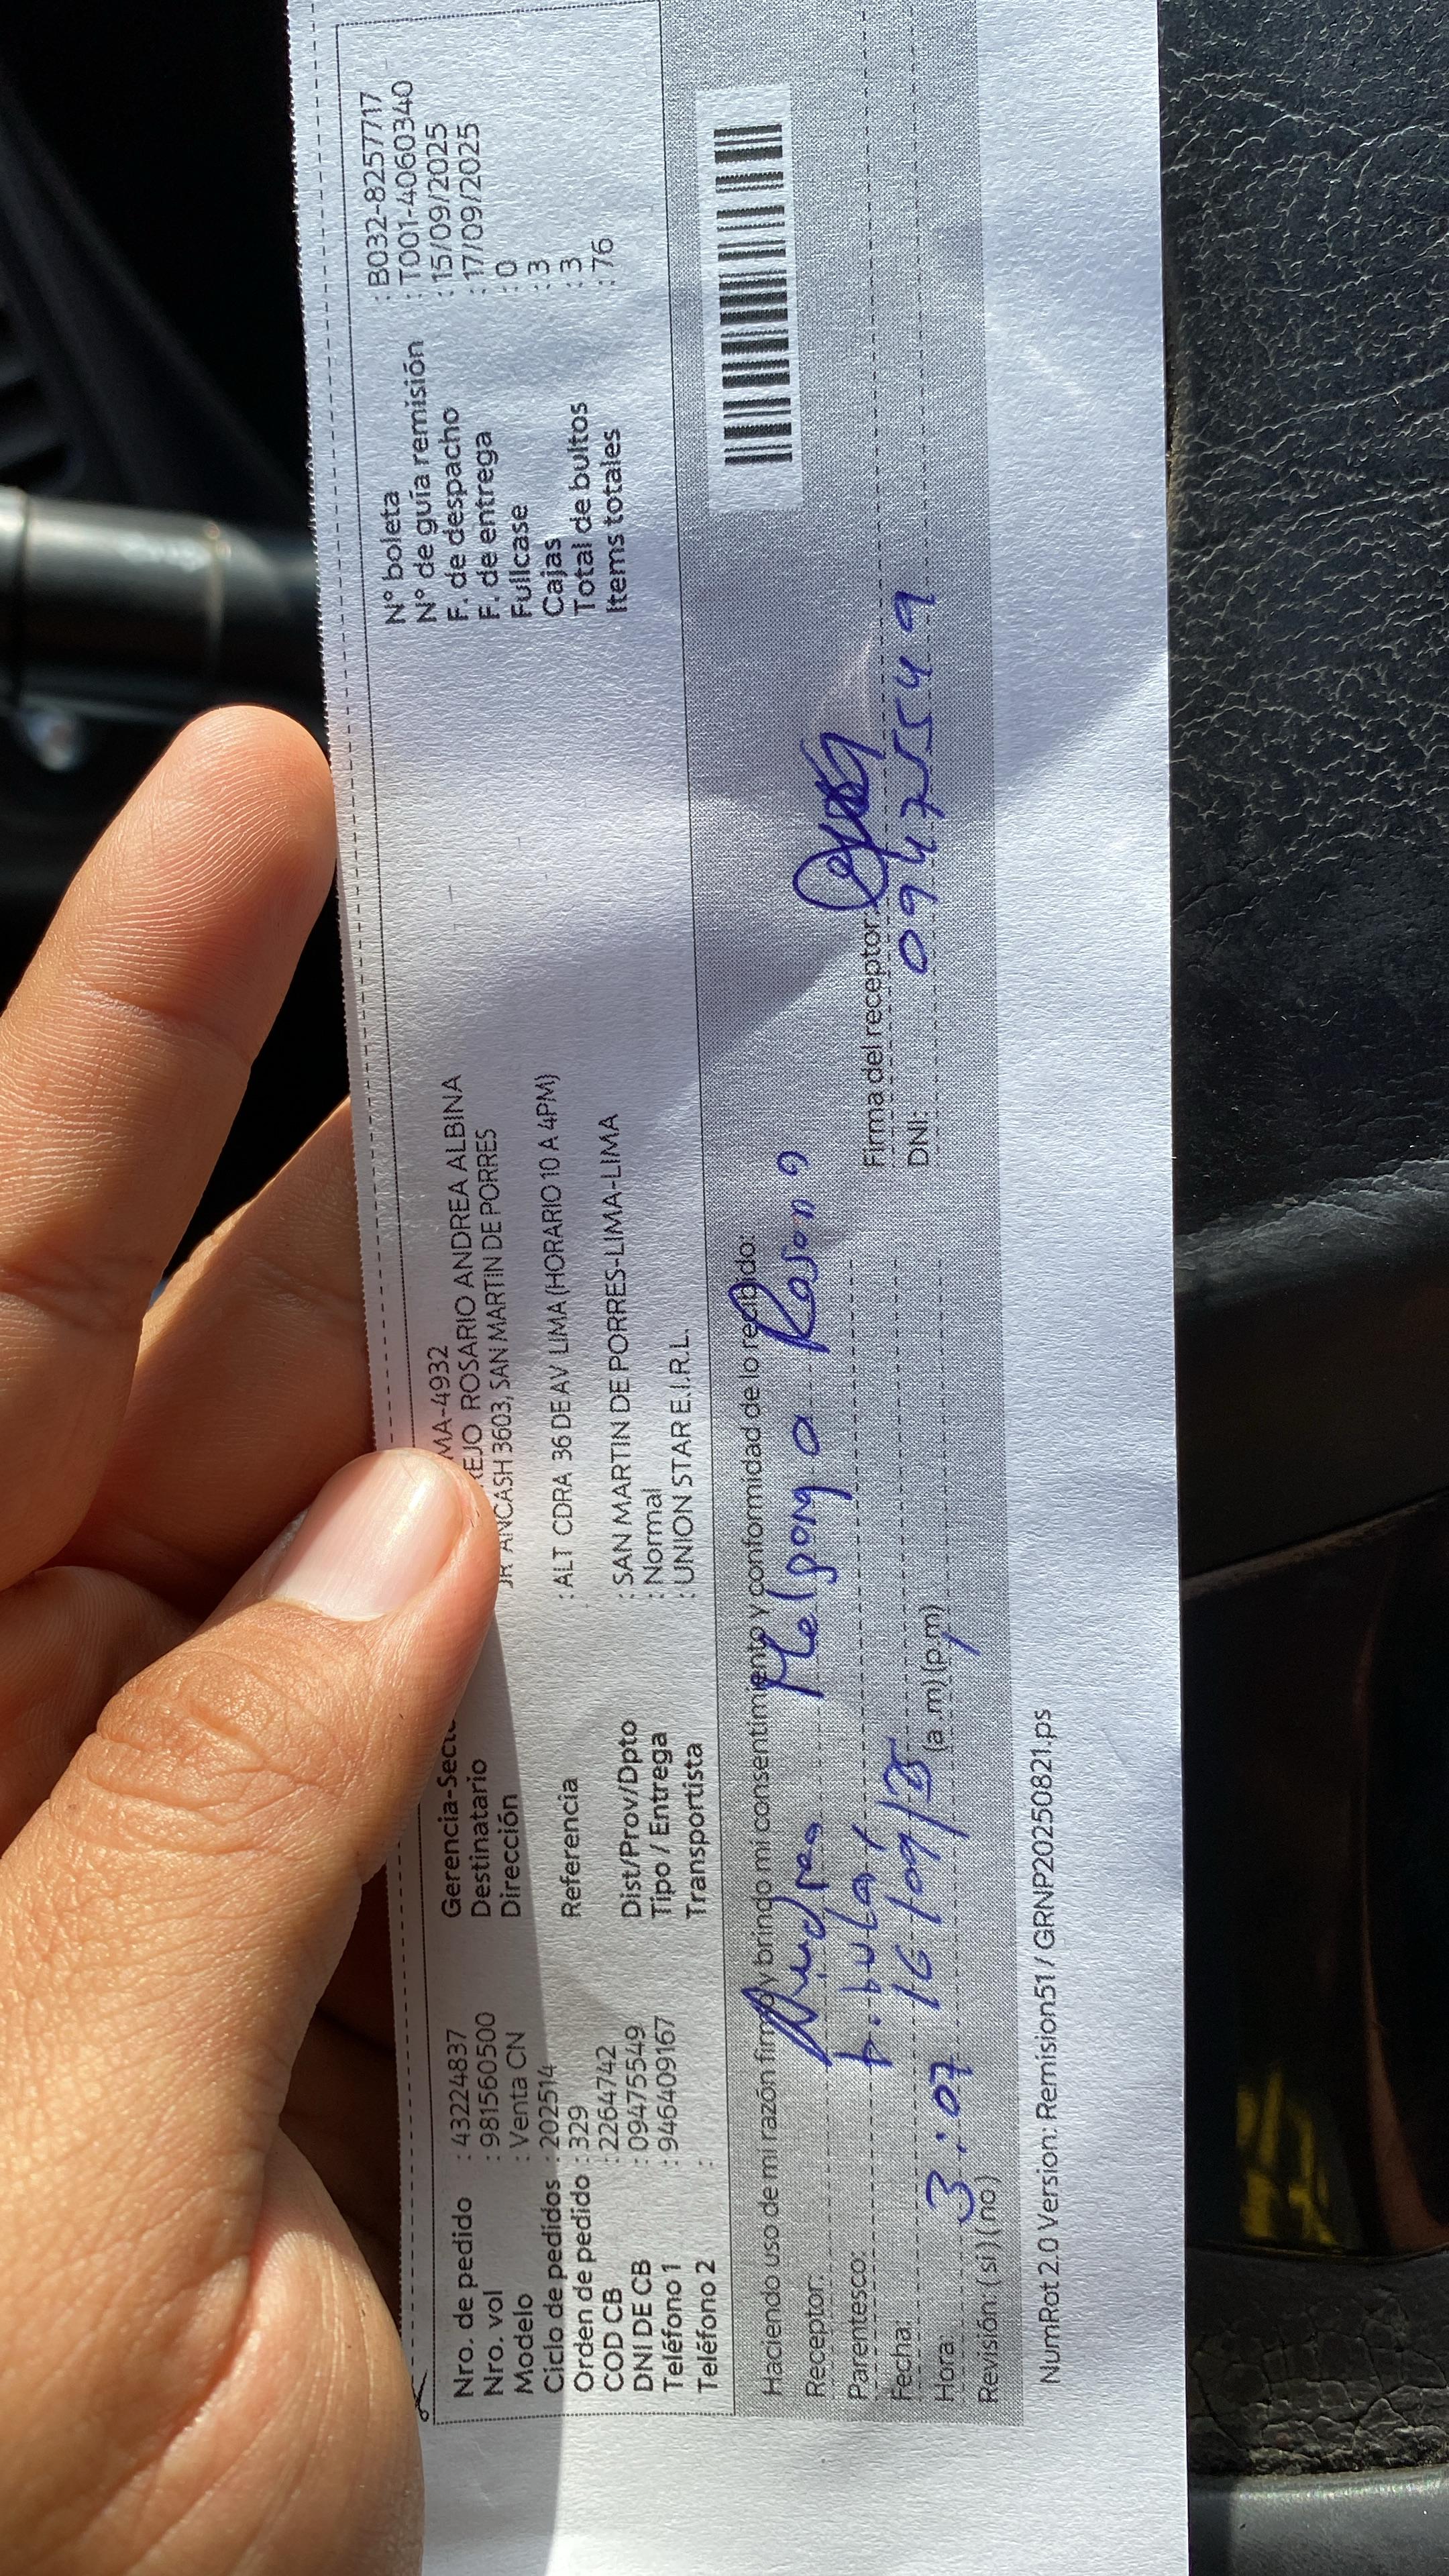 Nro. de pedido : 43224837
Nro. vol : 981560500
Modelo : Venta CN
Ciclo de pedidos : 202514
Orden de pedido : 329
COD CB : 2264742
DNI DE CB : 09475549
Teléfono 1 : 946409167
Teléfono 2 :
Gerencia-Sect MA-4932
Destinatario EJO ROSARIO ANDREA ALBINA
Dirección JR ANCASH 3603, SAN MARTIN DE PORRES
Referencia : ALT CDRA 36 DE AV LIMA (HORARIO 10 A 4PM)
Dist/Prov/Dpto : SAN MARTIN DE PORRES-LIMA-LIMA
Tipo / Entrega : Normal
Transportista : UNION STAR E.I.R.L.
N° boleta : B032-8257717
N° de guía remisión : T001-4060340
F. de despacho : 15/09/2025
F. de entrega : 17/09/2025
Fullcase : 0
Cajas : 3
Total de bultos : 3
Items totales : 76
Haciendo uso de mi razón firmo y brindo mi consentimiento y conformidad de lo recibido:
Receptor: Andrea
Parentesco:
Fecha: 16/09/25
Hora: 3:07 (a.m)(p.m)
Revisión: (si)(no)
Firma del receptor:
DNI: 09475549
NumRot 2.0 Version: Remision51 / GRNP20250821.ps